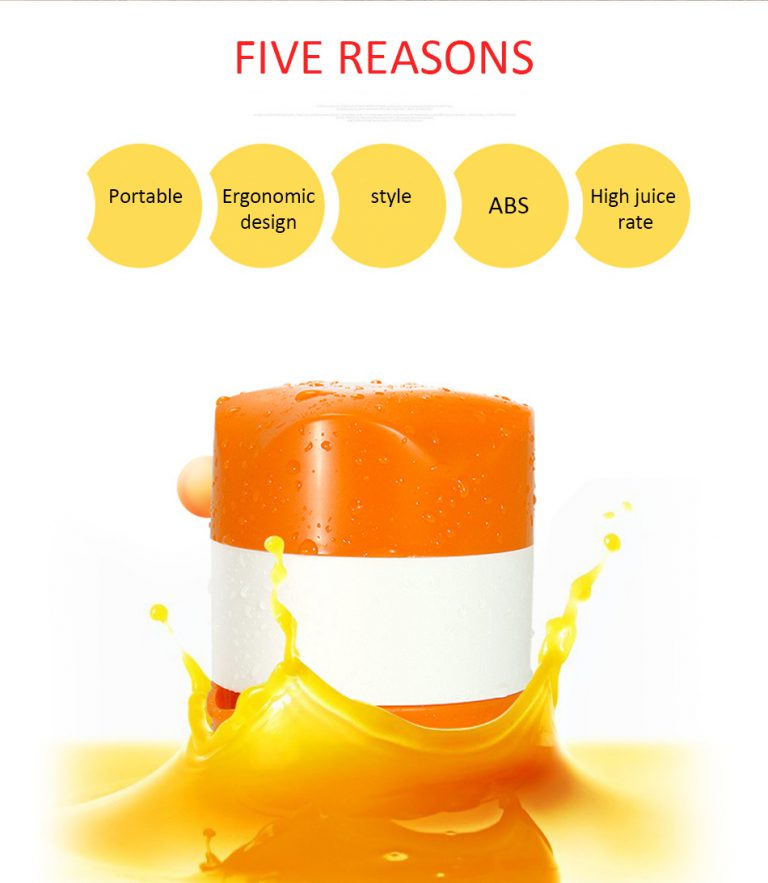 FIVE REASONS
Portable
Ergonomic
design
style
ABS
High juice
rate